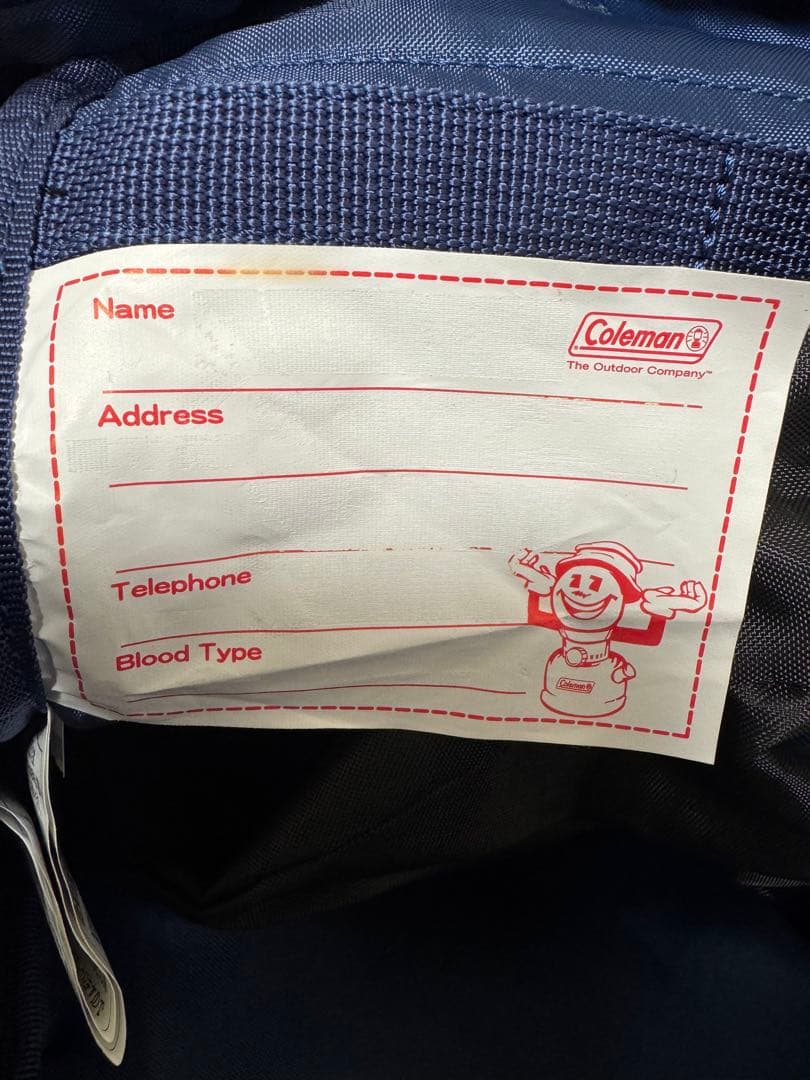 Name
Coleman
The Outdoor Company™
Address
Telephone
Blood Type
Coleman